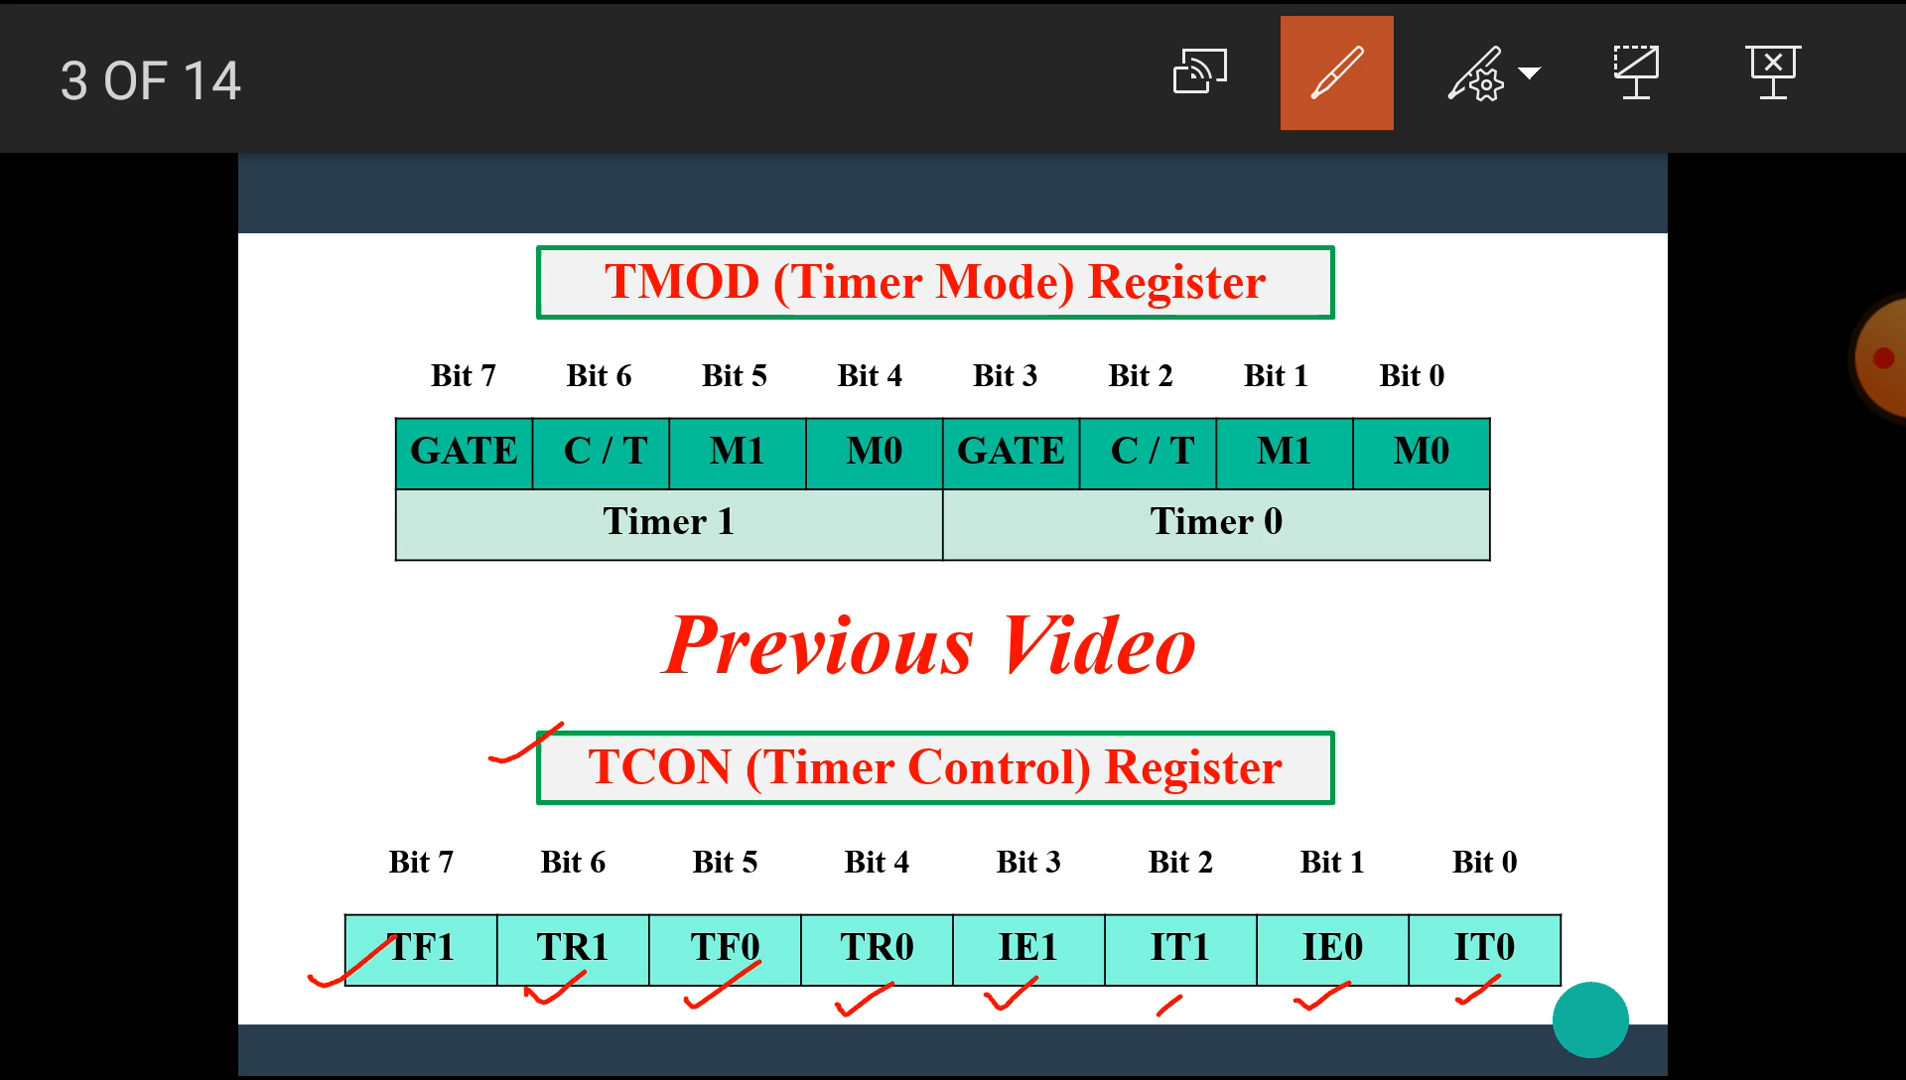 3 OF 14
TMOD (Timer Mode) Register
Bit 7 Bit 6 Bit 5 Bit 4 Bit 3 Bit 2 Bit 1 Bit 0
GATE C / T M1 M0 GATE C / T M1 M0
Timer 1 Timer 0
Previous Video
TCON (Timer Control) Register
Bit 7 Bit 6 Bit 5 Bit 4 Bit 3 Bit 2 Bit 1 Bit 0
TF1 TR1 TF0 TR0 IE1 IT1 IE0 IT0